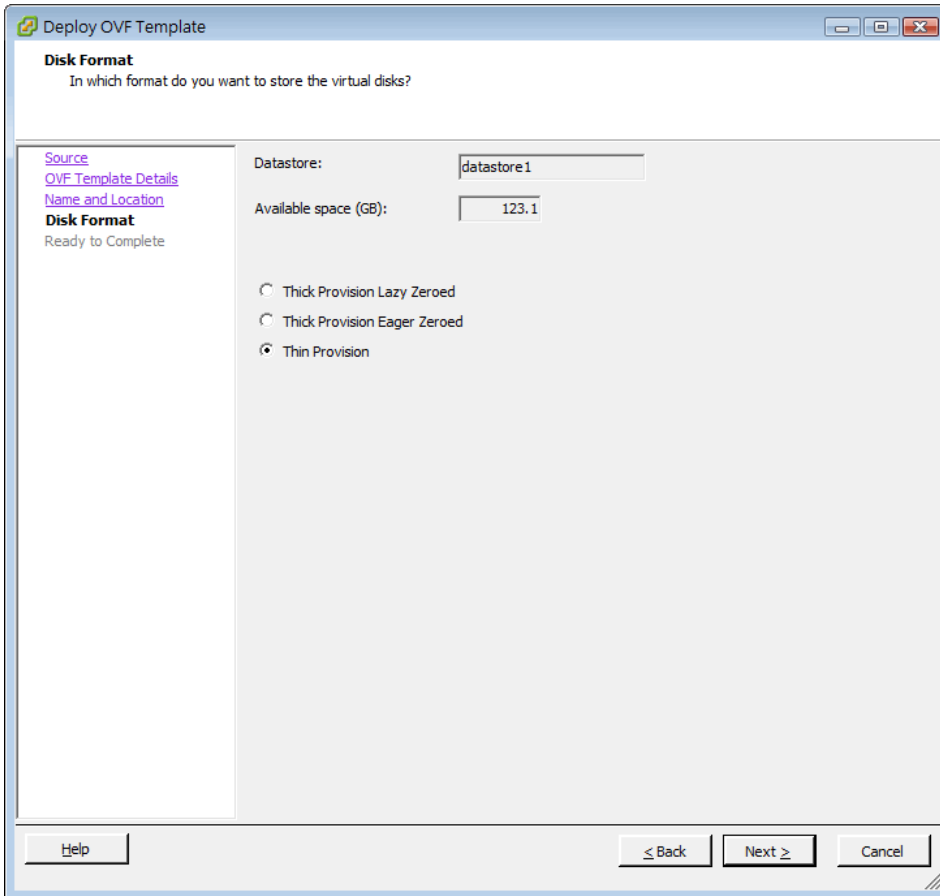 Deploy OVF Template
Disk Format
In which format do you want to store the virtual disks?
Source
OVF Template Details
Name and Location
Disk Format
Ready to Complete
Datastore:
datastore1
Available space (GB):
123.1
Thick Provision Lazy Zeroed
Thick Provision Eager Zeroed
Thin Provision
Help
< Back
Next >
Cancel